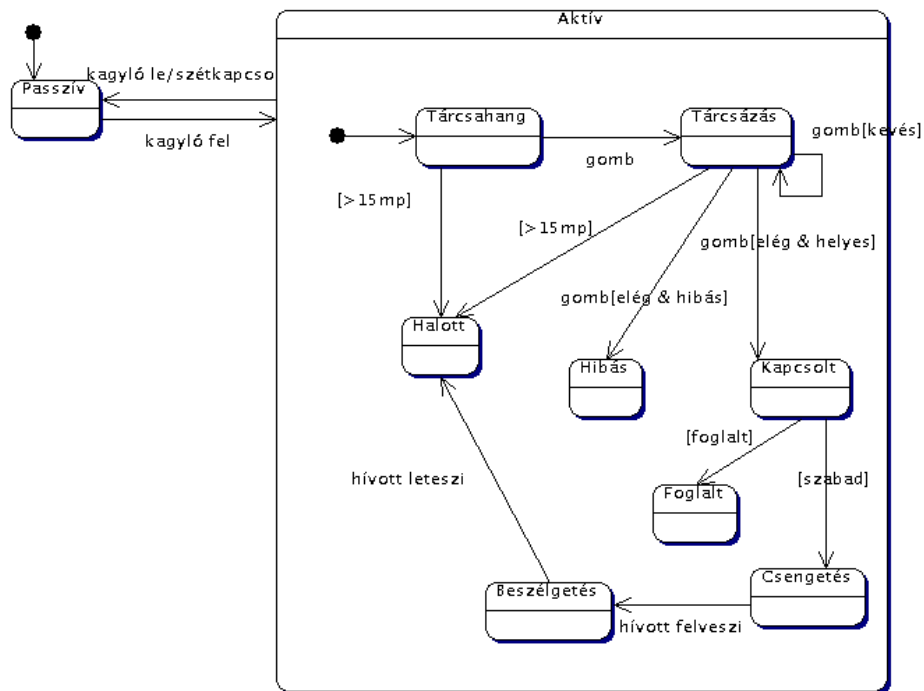 Aktív
Passzív
kagyló le/szétkapcso
kagyló fel
Tárcsahang
Tárcsázás
gomb[kevés]
gomb
[>15mp]
[>15mp]
gomb[elég & helyes]
gomb[elég & hibás]
Halott
Hibás
Kapcsolt
[foglalt]
hívott leteszi
[szabad]
Foglalt
Beszélgetés
Csengetés
hívott felveszi